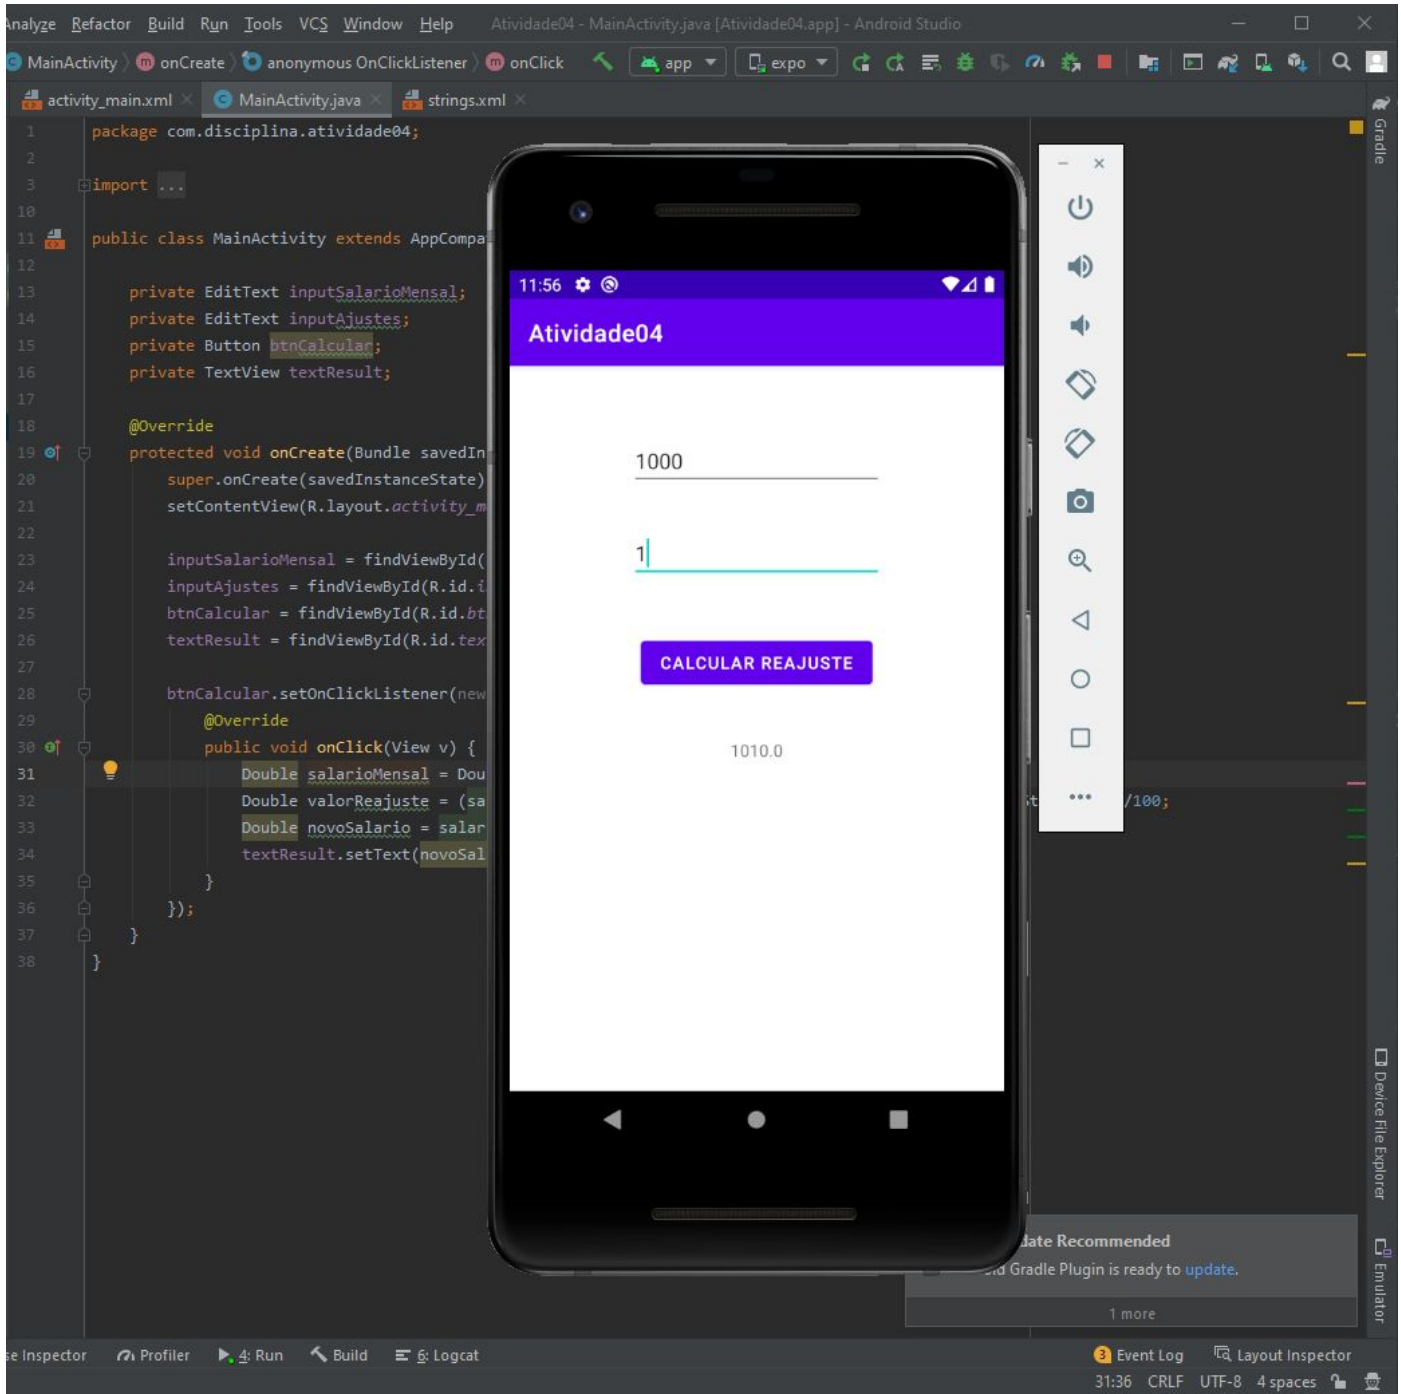 Analyze Refactor Build Run Tools VCS Window Help Atividade04 - MainActivity.java [Atividade04.app] - Android Studio
MainActivity onCreate anonymous OnClickListener onClick app expo
activity_main.xml MainActivity.java strings.xml
Gradle
1 package com.disciplina.atividade04;
2
3 import ...
10
11 public class MainActivity extends AppCompa
12
13 private EditText inputSalarioMensal;
14 private EditText inputAjustes;
15 private Button btnCalcular;
16 private TextView textResult;
17
18 @Override
19 protected void onCreate(Bundle savedIn
20 super.onCreate(savedInstanceState)
21 setContentView(R.layout.activity_m
22
23 inputSalarioMensal = findViewById(
24 inputAjustes = findViewById(R.id.i
25 btnCalcular = findViewById(R.id.bt
26 textResult = findViewById(R.id.tex
27
28 btnCalcular.setOnClickListener(new
29 @Override
30 public void onClick(View v) {
31 Double salarioMensal = Dou
32 Double valorReajuste = (sa /100;
33 Double novoSalario = salar
34 textResult.setText(novoSal
35 }
36 });
37 }
38 }
11:56
Atividade04
1000
1
CALCULAR REAJUSTE
1010.0
Device File Explorer
Emulator
date Recommended
Gradle Plugin is ready to update.
1 more
se Inspector Profiler 4: Run Build 6: Logcat 3 Event Log Layout Inspector
31:36 CRLF UTF-8 4 spaces